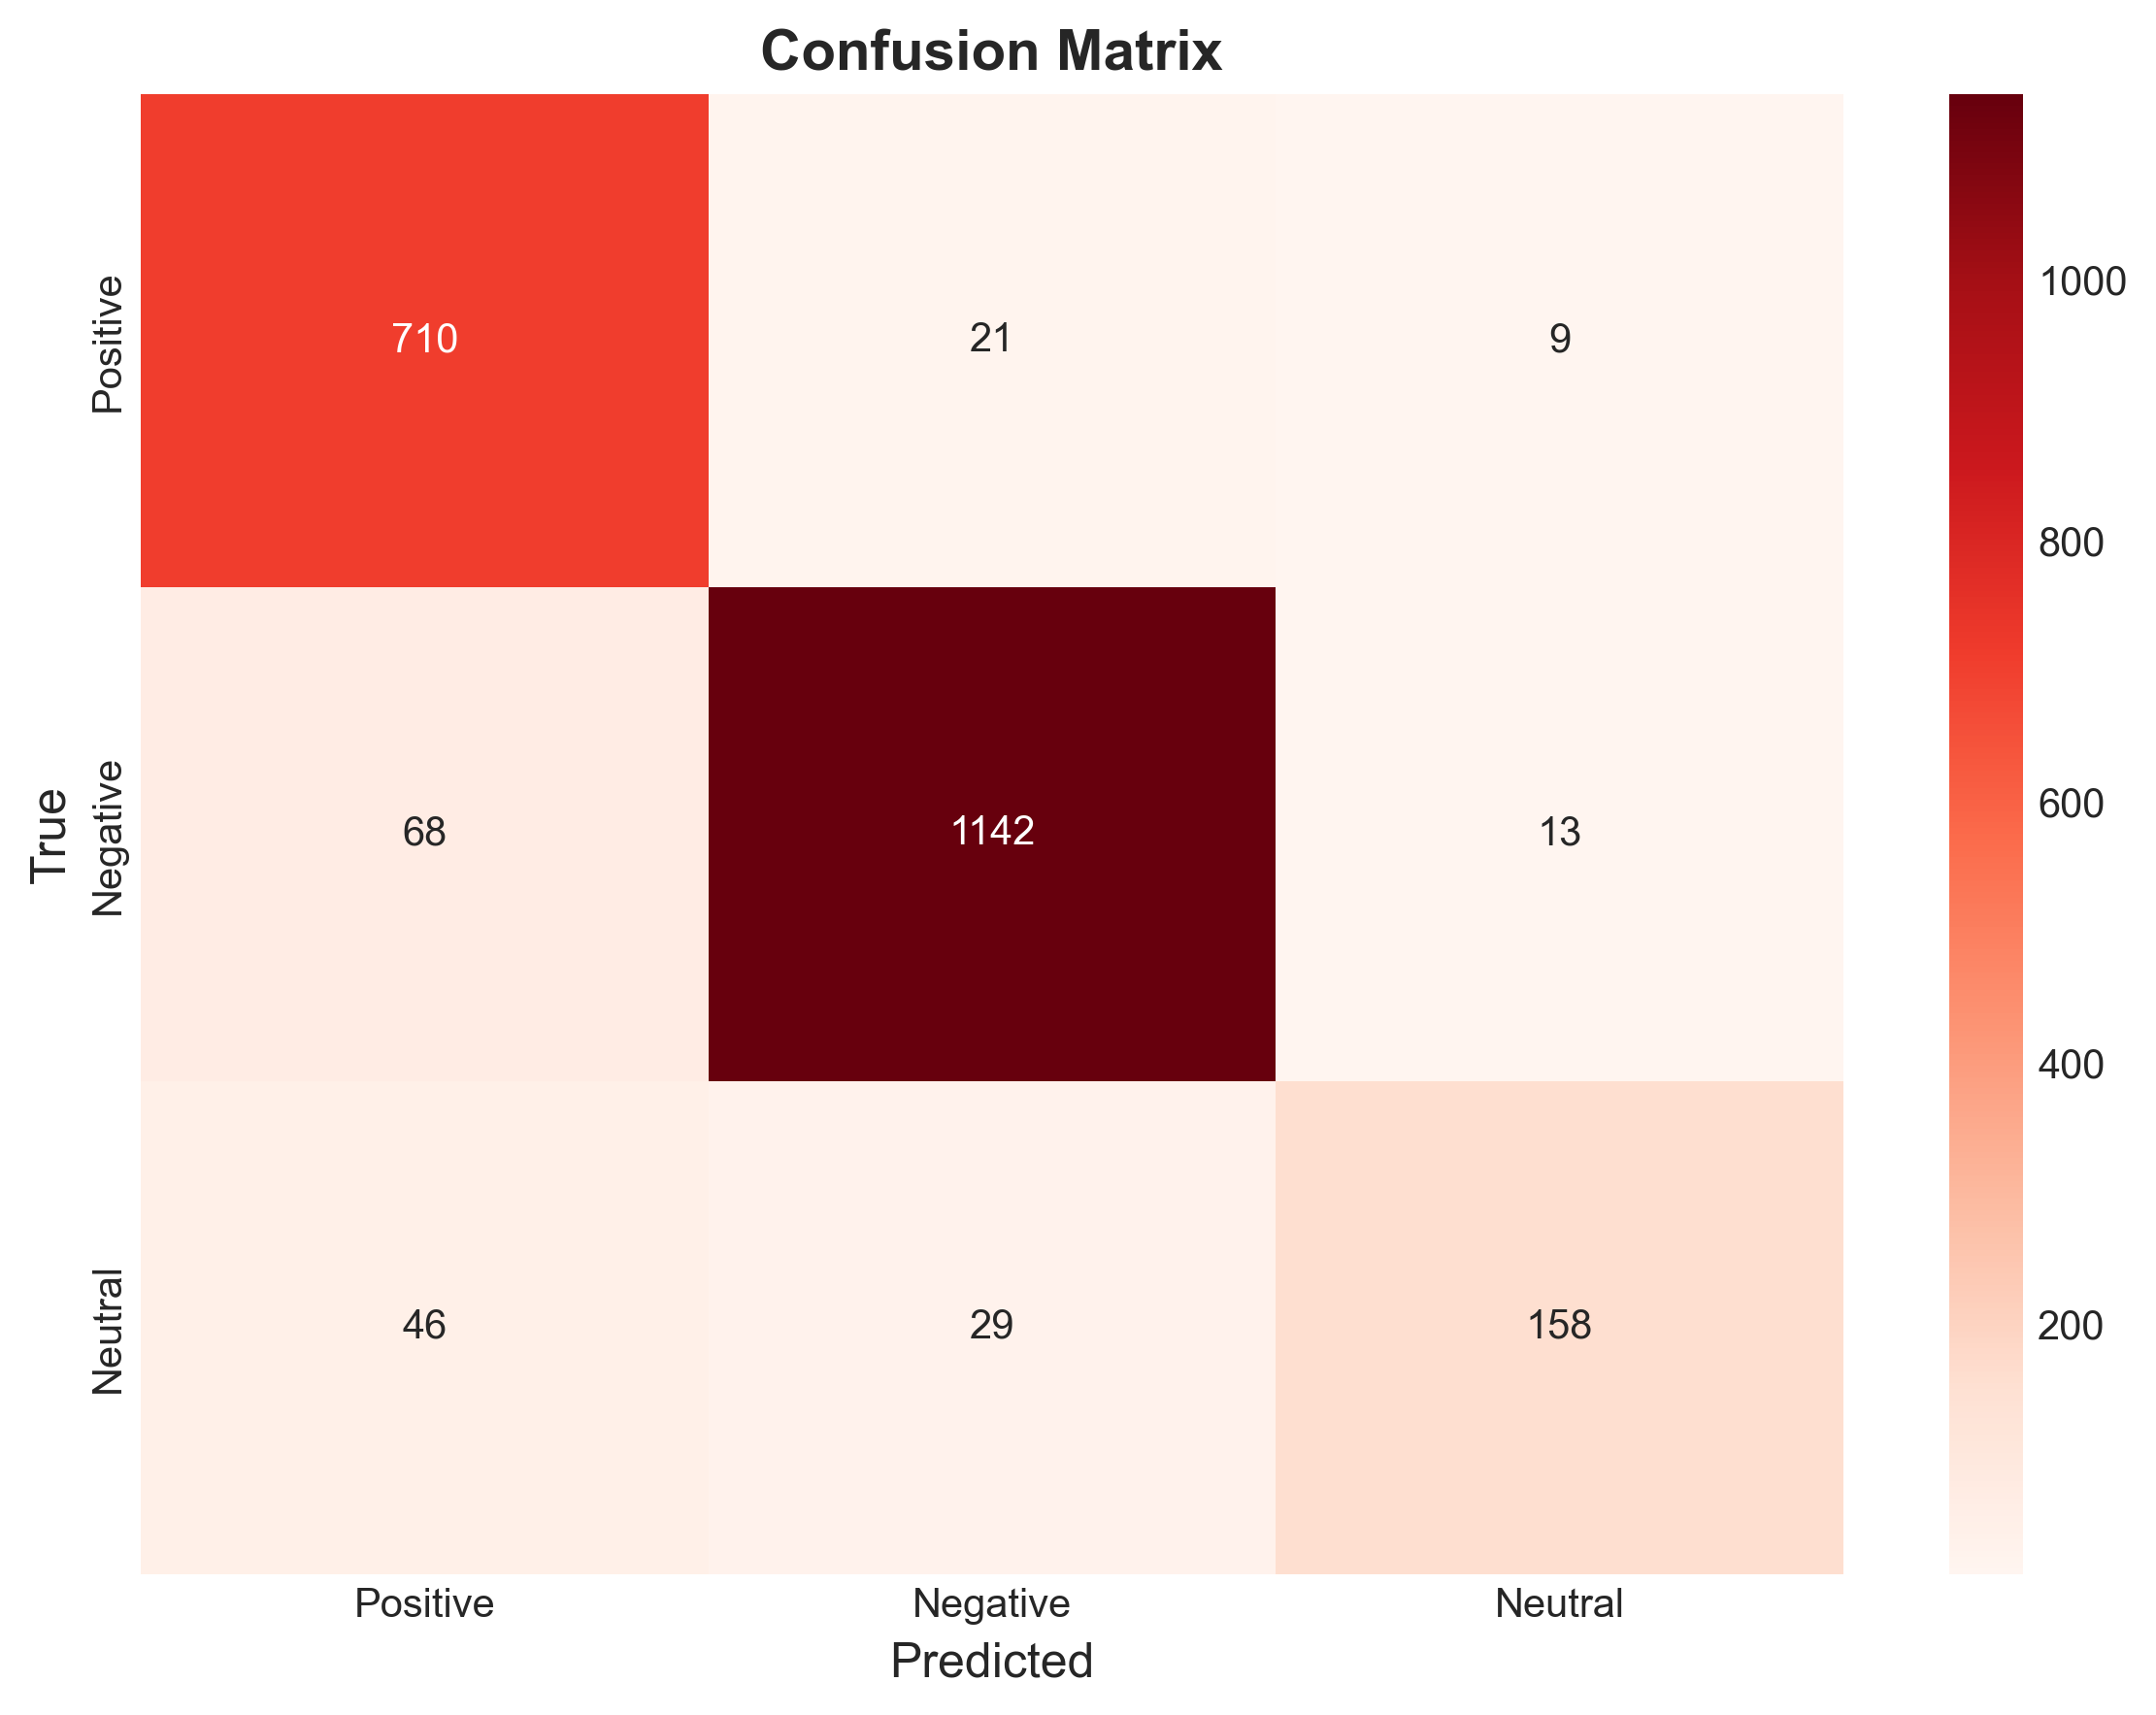 Confusion Matrix
Positive
710
21
9
1000
800
True
Negative
68
1142
13
600
400
Neutral
46
29
158
200
Positive
Negative
Neutral
Predicted